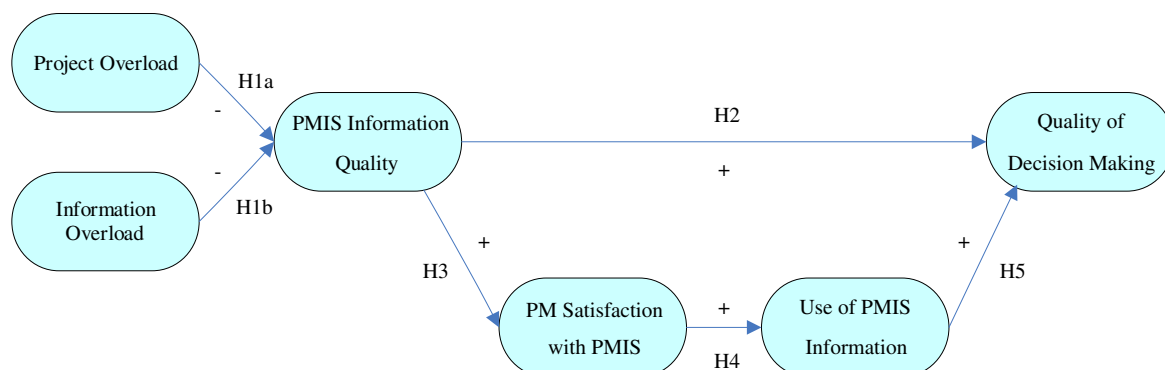 Project Overload
H1a
-
PMIS Information
Quality
H2
+
Quality of
Decision Making
-
H1b
Information
Overload
+
H3
PM Satisfaction
with PMIS
+
H4
Use of PMIS
Information
+
H5